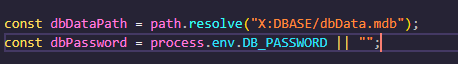 const dbDataPath = path.resolve("X:DBASE/dbData.mdb");
const dbPassword = process.env.DB_PASSWORD || "";